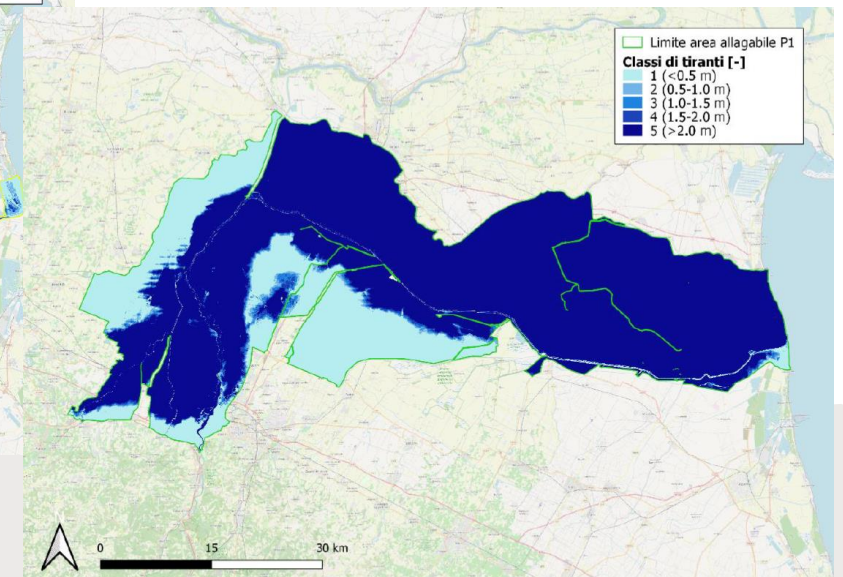 Limite area allagabile P1
Classi di tiranti [-]
1 (<0.5 m)
2 (0.5-1.0 m)
3 (1.0-1.5 m)
4 (1.5-2.0 m)
5 (>2.0 m)
0 15 30 km